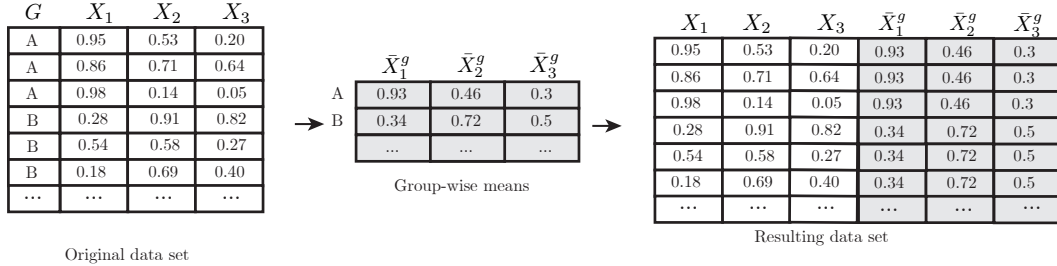 G X₁ X₂ X₃
A 0.95 0.53 0.20
A 0.86 0.71 0.64
A 0.98 0.14 0.05
B 0.28 0.91 0.82
B 0.54 0.58 0.27
B 0.18 0.69 0.40
... ... ... ...
Original data set
X̄₁ᵍ X̄₂ᵍ X̄₃ᵍ
A 0.93 0.46 0.3
B 0.34 0.72 0.5
... ... ...
Group-wise means
X₁ X₂ X₃ X̄₁ᵍ X̄₂ᵍ X̄₃ᵍ
0.95 0.53 0.20 0.93 0.46 0.3
0.86 0.71 0.64 0.93 0.46 0.3
0.98 0.14 0.05 0.93 0.46 0.3
0.28 0.91 0.82 0.34 0.72 0.5
0.54 0.58 0.27 0.34 0.72 0.5
0.18 0.69 0.40 0.34 0.72 0.5
... ... ... ... ... ...
Resulting data set